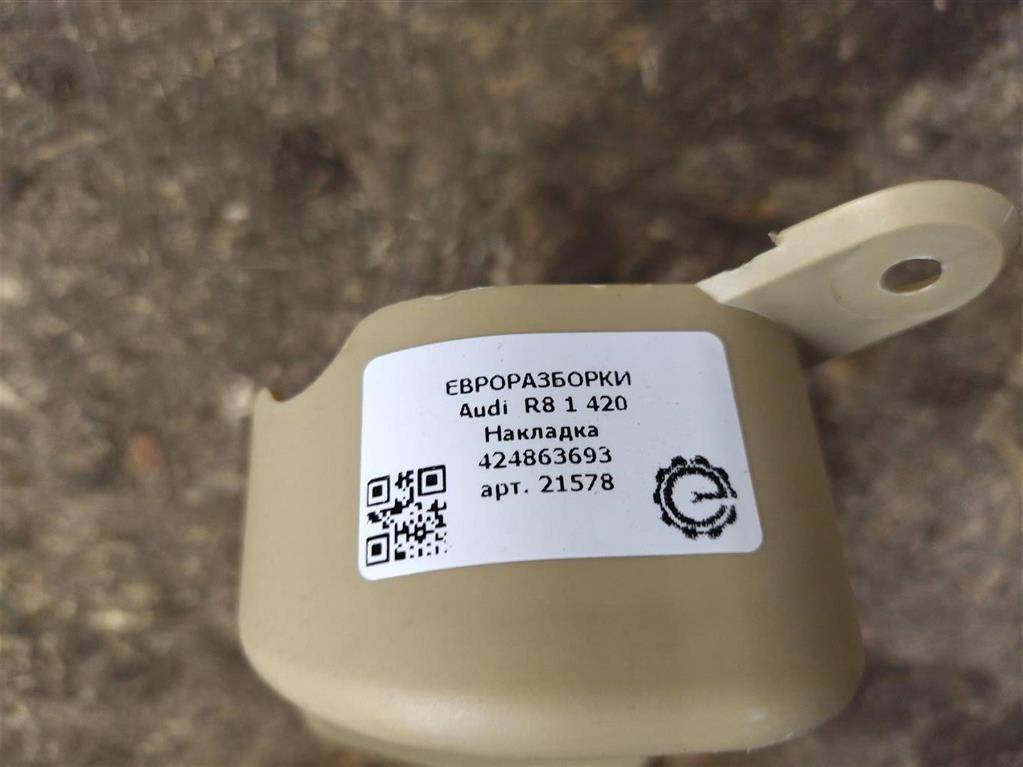 ЕВРОРАЗБОРКИ
Audi R8 1 420
Накладка
424863693
арт. 21578